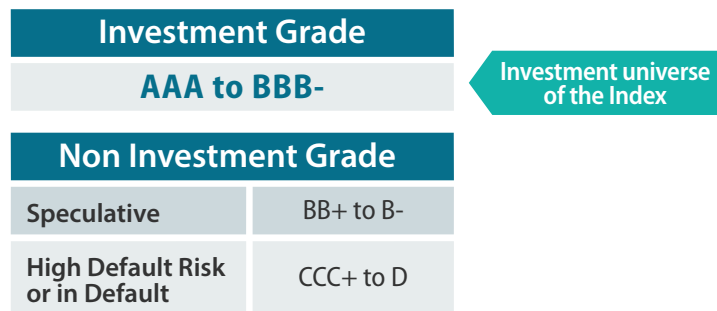 Investment Grade
AAA to BBB-
Investment universe
of the Index
Non Investment Grade
Speculative
BB+ to B-
High Default Risk
or in Default
CCC+ to D